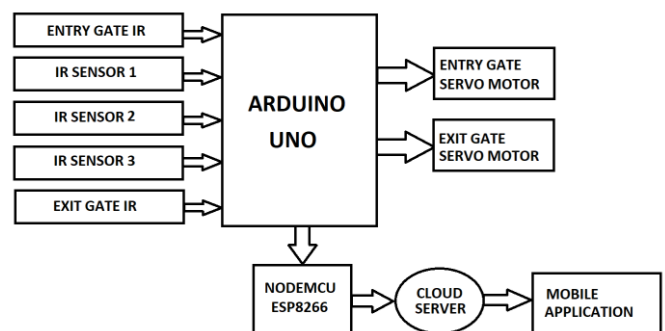 ENTRY GATE IR
IR SENSOR 1
IR SENSOR 2
IR SENSOR 3
EXIT GATE IR
ARDUINO
UNO
ENTRY GATE
SERVO MOTOR
EXIT GATE
SERVO MOTOR
NODEMCU
ESP8266
CLOUD
SERVER
MOBILE
APPLICATION